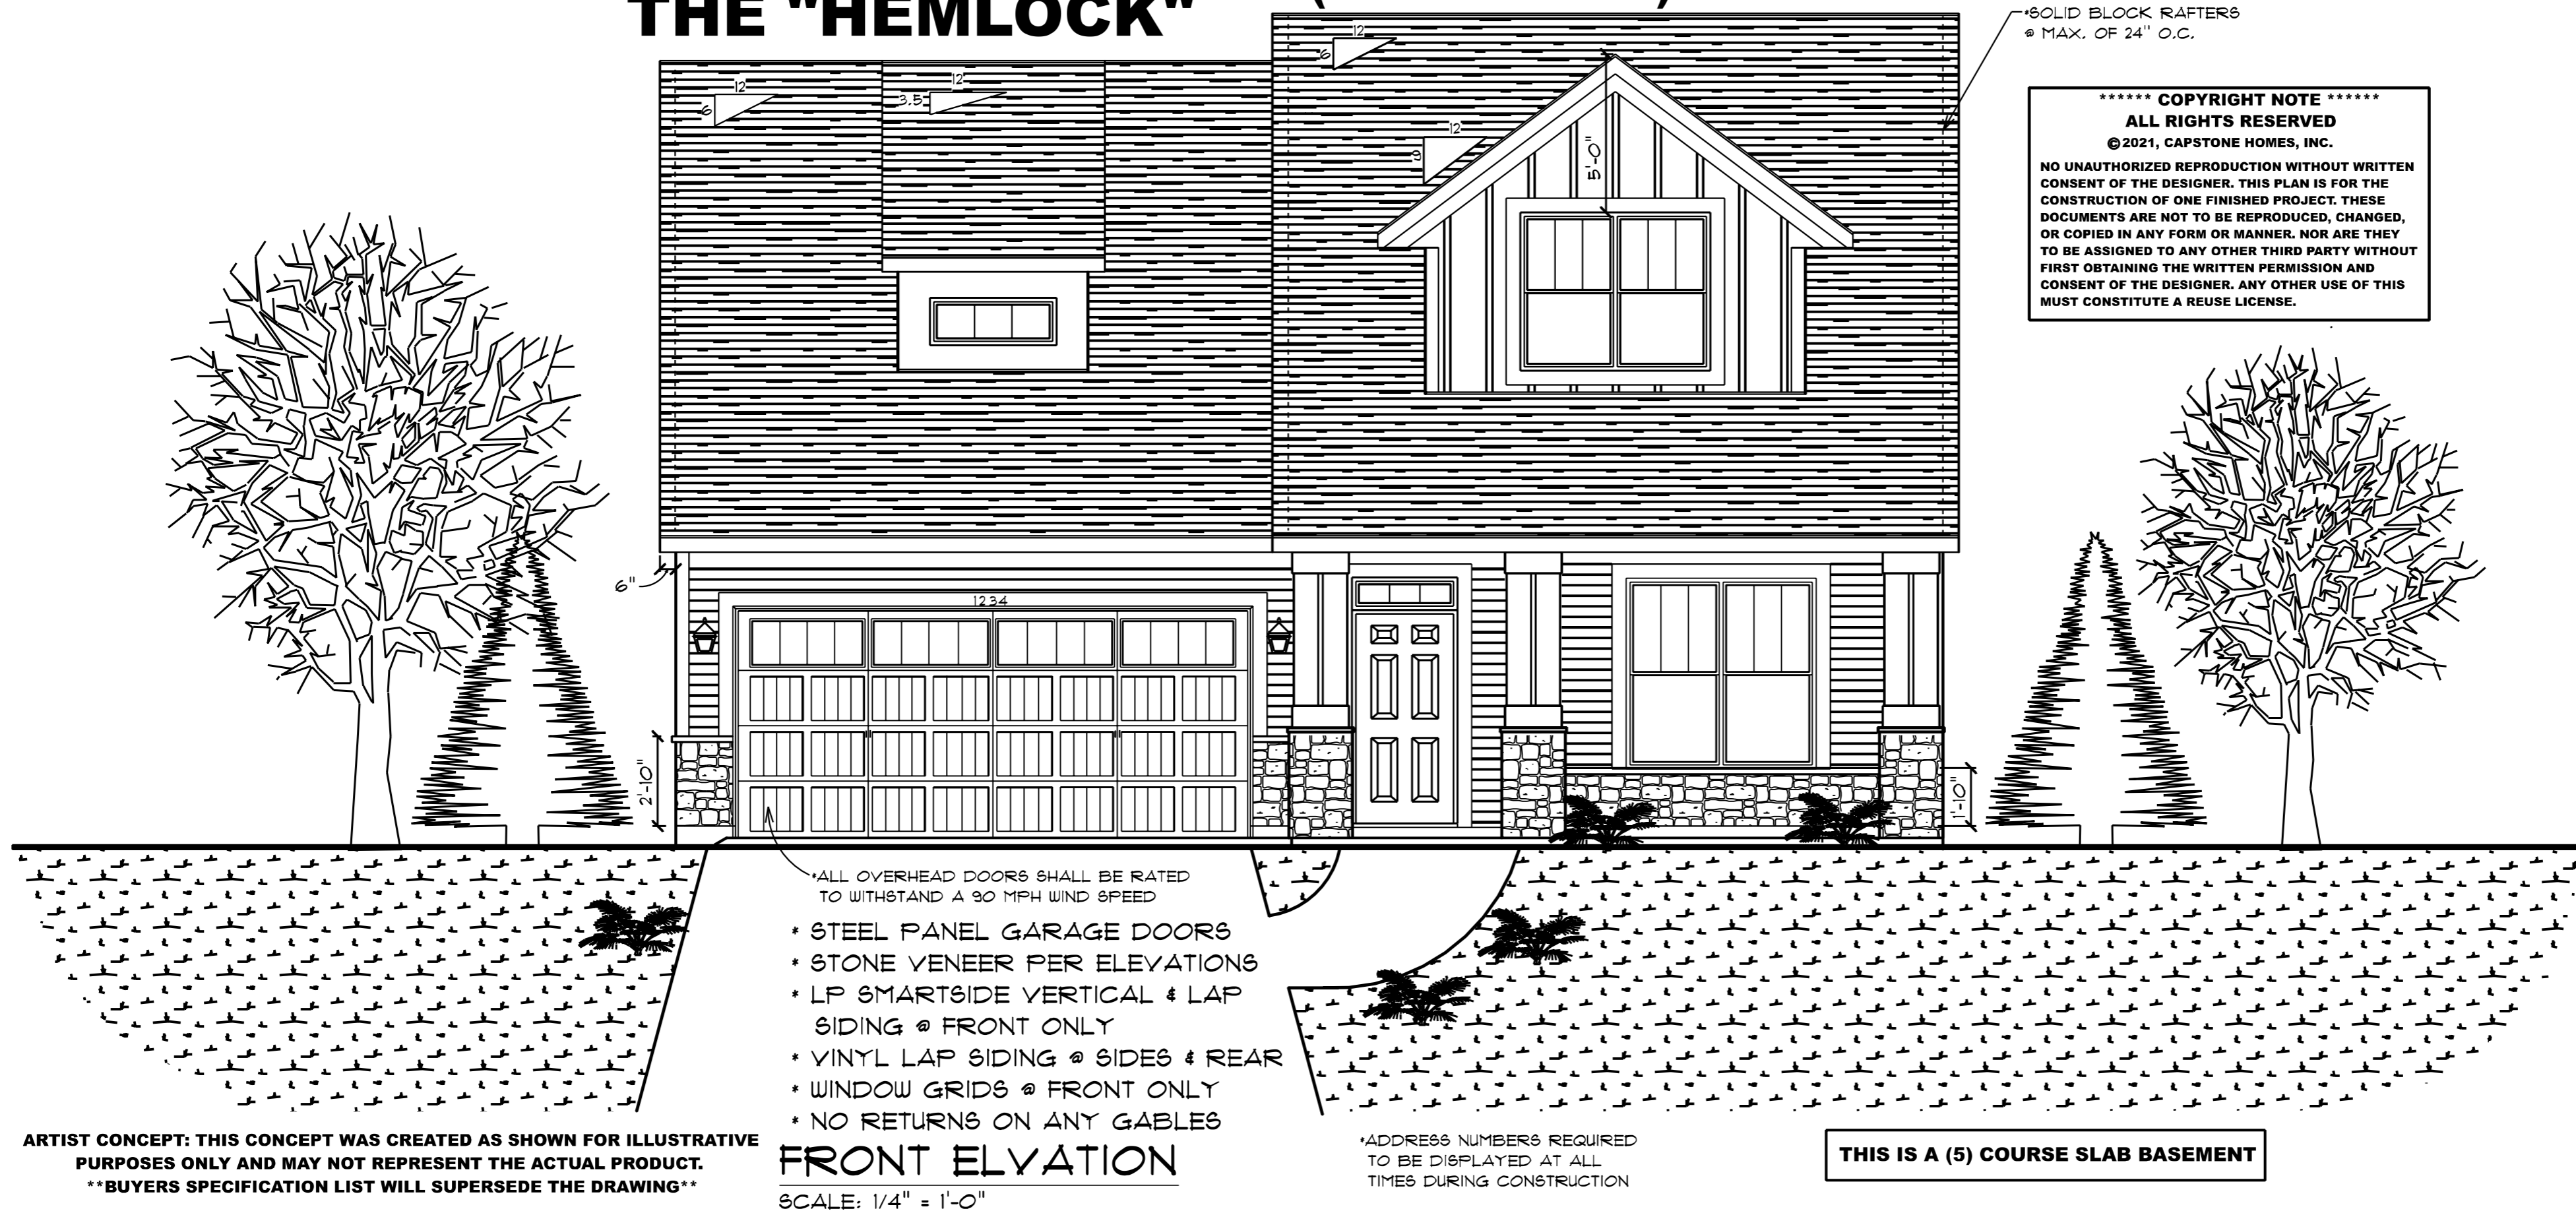 THE "HEMLOCK"
*SOLID BLOCK RAFTERS
@ MAX. OF 24" O.C.
12
6
12
3.5
12
6
12
9
5'-0"
****** COPYRIGHT NOTE ******
ALL RIGHTS RESERVED
©2021, CAPSTONE HOMES, INC.
NO UNAUTHORIZED REPRODUCTION WITHOUT WRITTEN
CONSENT OF THE DESIGNER. THIS PLAN IS FOR THE
CONSTRUCTION OF ONE FINISHED PROJECT. THESE
DOCUMENTS ARE NOT TO BE REPRODUCED, CHANGED,
OR COPIED IN ANY FORM OR MANNER. NOR ARE THEY
TO BE ASSIGNED TO ANY OTHER THIRD PARTY WITHOUT
FIRST OBTAINING THE WRITTEN PERMISSION AND
CONSENT OF THE DESIGNER. ANY OTHER USE OF THIS
MUST CONSTITUTE A REUSE LICENSE.
6"
1234
2'-10"
1'-10"
*ALL OVERHEAD DOORS SHALL BE RATED
TO WITHSTAND A 90 MPH WIND SPEED
* STEEL PANEL GARAGE DOORS
* STONE VENEER PER ELEVATIONS
* LP SMARTSIDE VERTICAL & LAP
SIDING @ FRONT ONLY
* VINYL LAP SIDING @ SIDES & REAR
* WINDOW GRIDS @ FRONT ONLY
* NO RETURNS ON ANY GABLES
FRONT ELVATION
SCALE: 1/4" = 1'-0"
ARTIST CONCEPT: THIS CONCEPT WAS CREATED AS SHOWN FOR ILLUSTRATIVE
PURPOSES ONLY AND MAY NOT REPRESENT THE ACTUAL PRODUCT.
**BUYERS SPECIFICATION LIST WILL SUPERSEDE THE DRAWING**
*ADDRESS NUMBERS REQUIRED
TO BE DISPLAYED AT ALL
TIMES DURING CONSTRUCTION
THIS IS A (5) COURSE SLAB BASEMENT